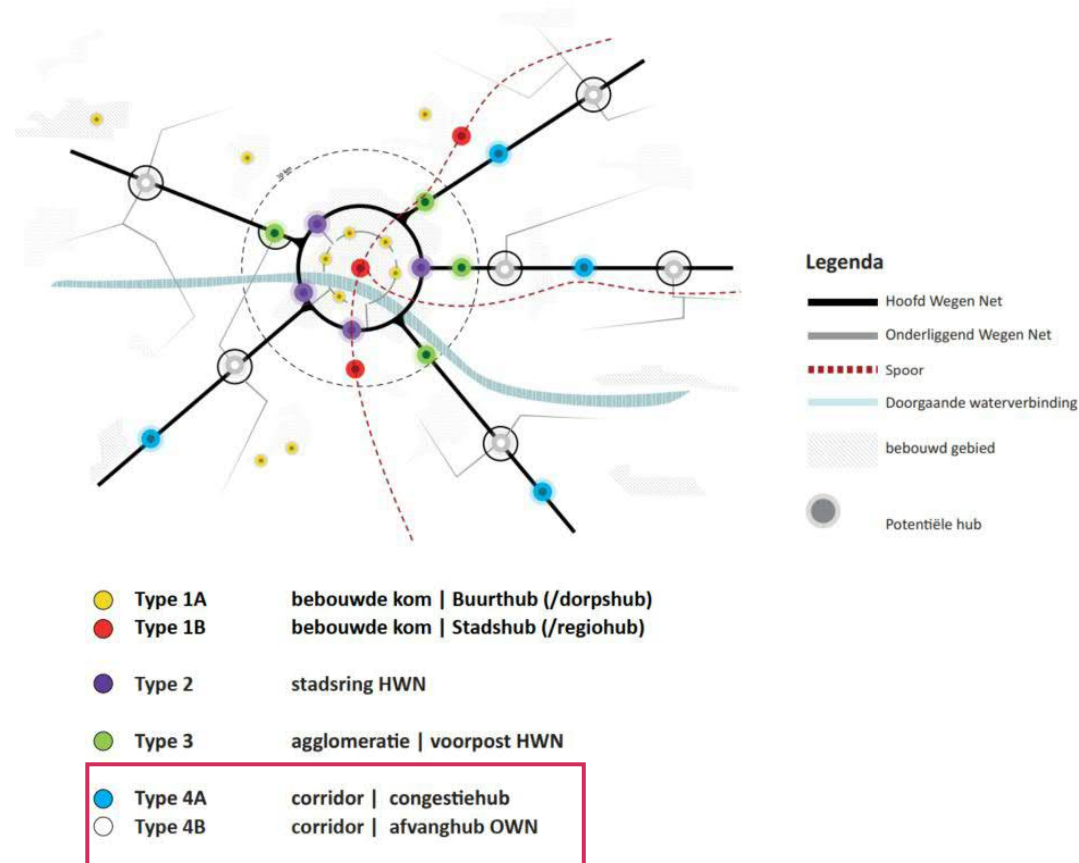 Legenda
Hoofd Wegen Net
Onderliggend Wegen Net
Spoor
Doorgaande waterverbinding
bebouwd gebied
Potentiële hub
Type 1A bebouwde kom | Buurthub (/dorpshub)
Type 1B bebouwde kom | Stadshub (/regiohub)
Type 2 stadsring HWN
Type 3 agglomeratie | voorpost HWN
Type 4A corridor | congestiehub
Type 4B corridor | afvanghub OWN